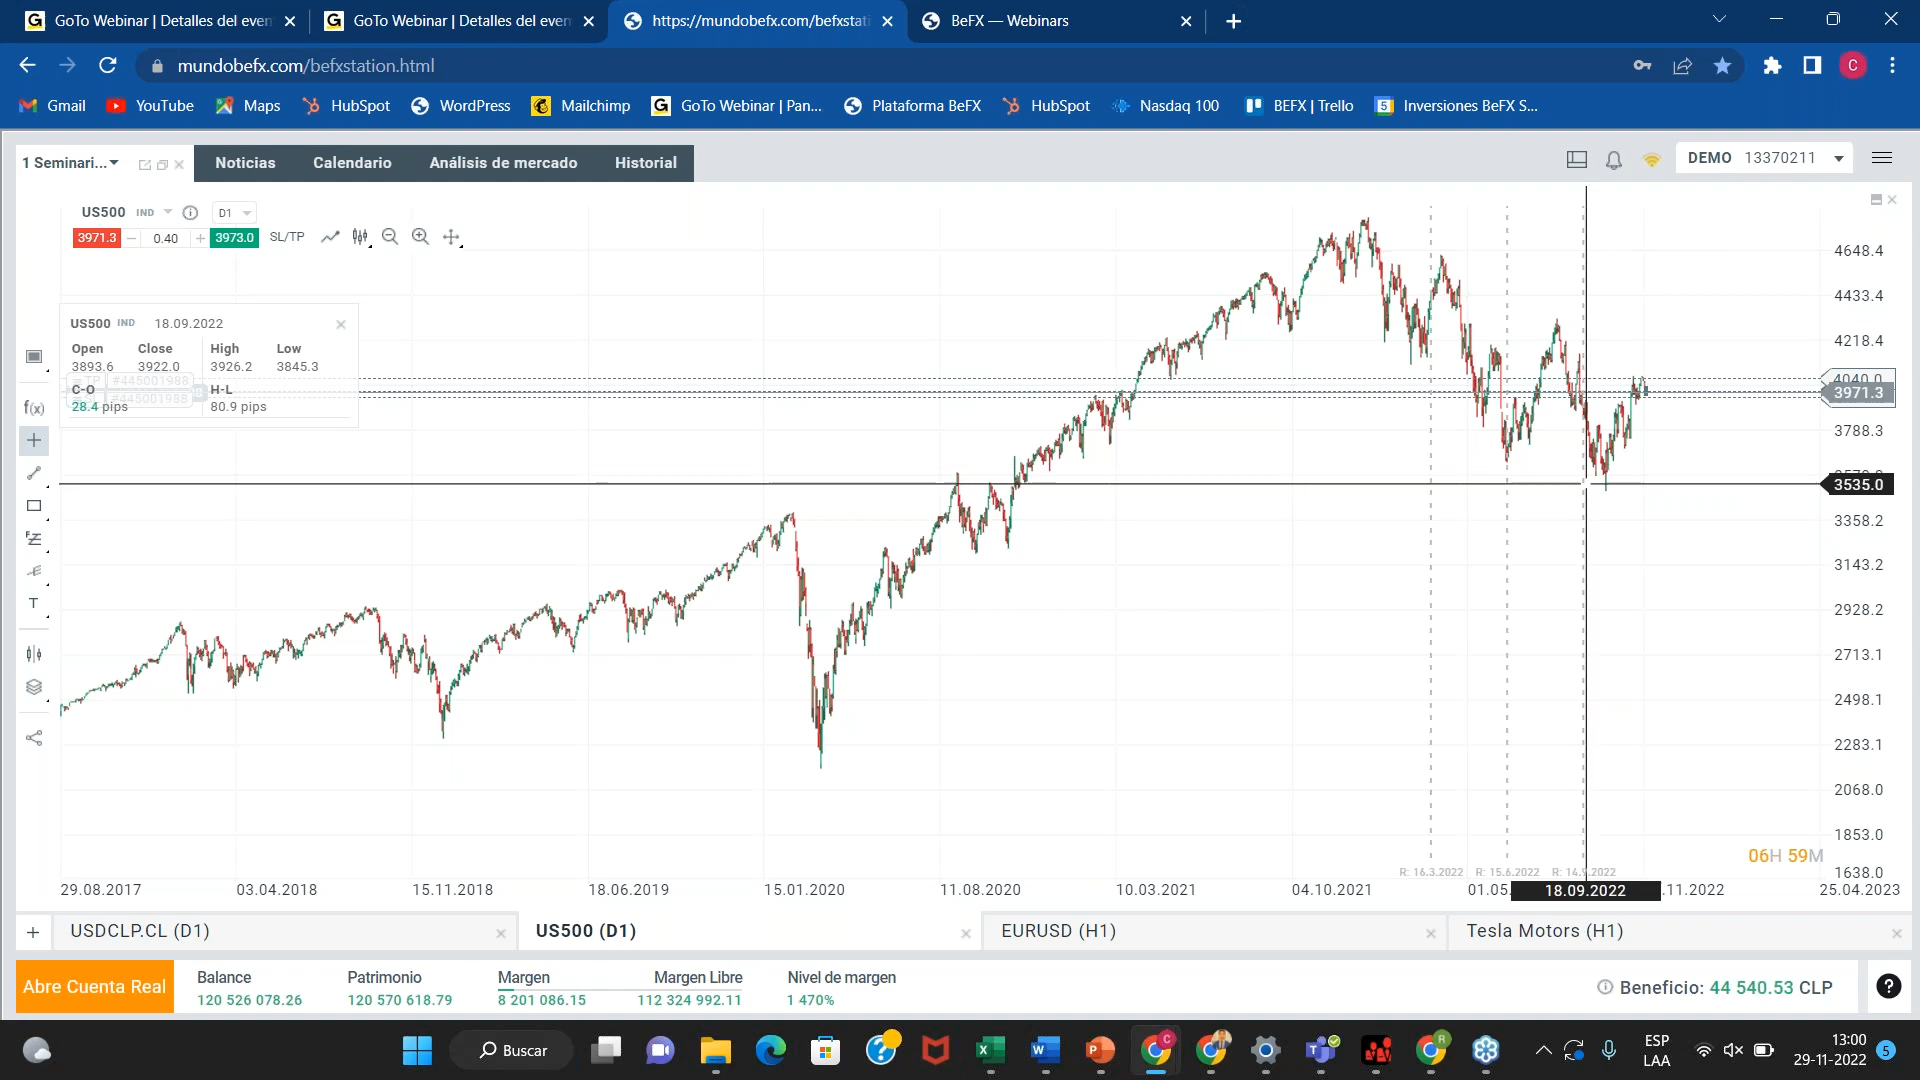 GoTo Webinar | Detalles del even
GoTo Webinar | Detalles del even
https://mundobefx.com/befxstati
BeFX — Webinars
mundobefx.com/befxstation.html
C
Gmail
YouTube
Maps
HubSpot
WordPress
Mailchimp
GoTo Webinar | Pan...
Plataforma BeFX
HubSpot
Nasdaq 100
BEFX | Trello
Inversiones BeFX S...
1 Seminari...
Noticias
Calendario
Análisis de mercado
Historial
DEMO 13370211
US500 IND
D1
3971.3
0.40
3973.0
SL/TP
US500 IND 18.09.2022
Open Close High Low
3893.6 3922.0 3926.2 3845.3
TP #445001988
C-O H-L
#445001988
28.4 pips 80.9 pips
f(x)
T
4648.4
4433.4
4218.4
4040.0
3971.3
3788.3
3535.0
3358.2
3143.2
2928.2
2713.1
2498.1
2283.1
2068.0
1853.0
1638.0
06H 59M
R: 16.3.2022
R: 15.6.2022
29.08.2017
03.04.2018
15.11.2018
18.06.2019
15.01.2020
11.08.2020
10.03.2021
04.10.2021
01.05.
18.09.2022
.11.2022
25.04.2023
USDCLP.CL (D1)
US500 (D1)
EURUSD (H1)
Tesla Motors (H1)
Abre Cuenta Real
Balance
120 526 078.26
Patrimonio
120 570 618.79
Margen
8 201 086.15
Margen Libre
112 324 992.11
Nivel de margen
1 470%
Beneficio: 44 540.53 CLP
Buscar
ESP
LAA
13:00
29-11-2022
5